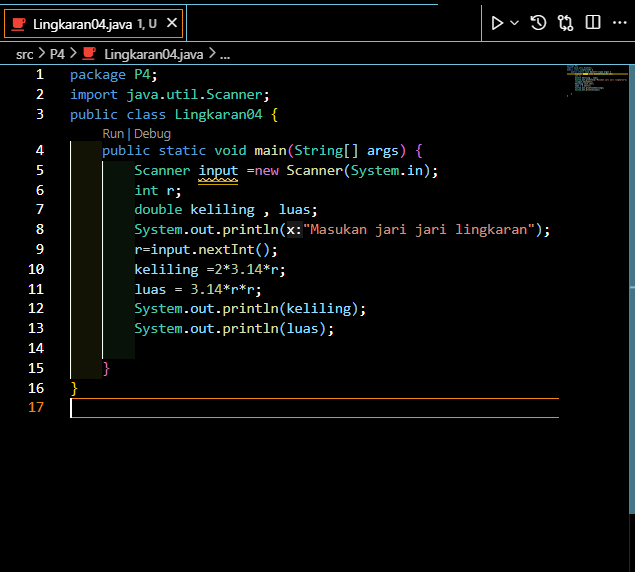 Lingkaran04.java 1, U
src > P4 > Lingkaran04.java > ...
1 package P4;
2 import java.util.Scanner;
3 public class Lingkaran04 {
Run | Debug
4 public static void main(String[] args) {
5 Scanner input =new Scanner(System.in);
6 int r;
7 double keliling , luas;
8 System.out.println(x:"Masukan jari jari lingkaran");
9 r=input.nextInt();
10 keliling =2*3.14*r;
11 luas = 3.14*r*r;
12 System.out.println(keliling);
13 System.out.println(luas);
14
15 }
16 }
17